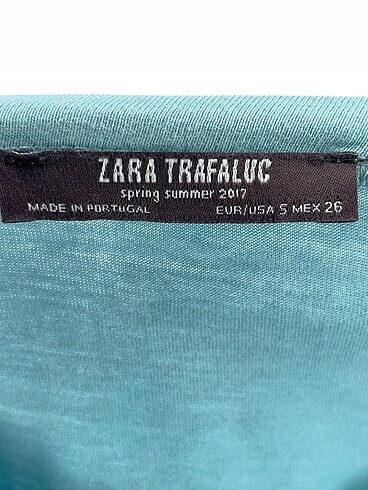 ZARA TRAFALUC
spring summer 2017
MADE IN PORTUGAL EUR/USA S MEX 26